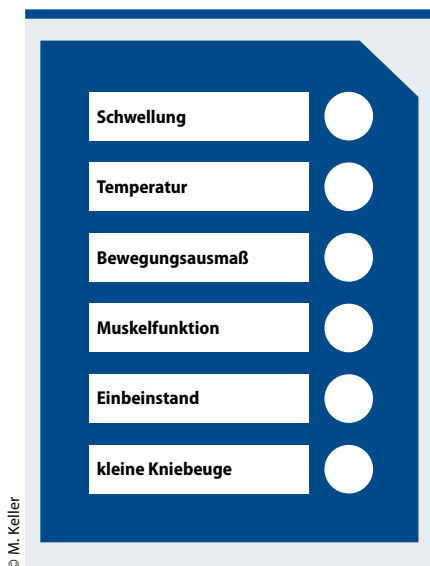 Schwellung
Temperatur
Bewegungsausmaß
Muskelfunktion
Einbeinstand
kleine Kniebeuge
© M. Keller